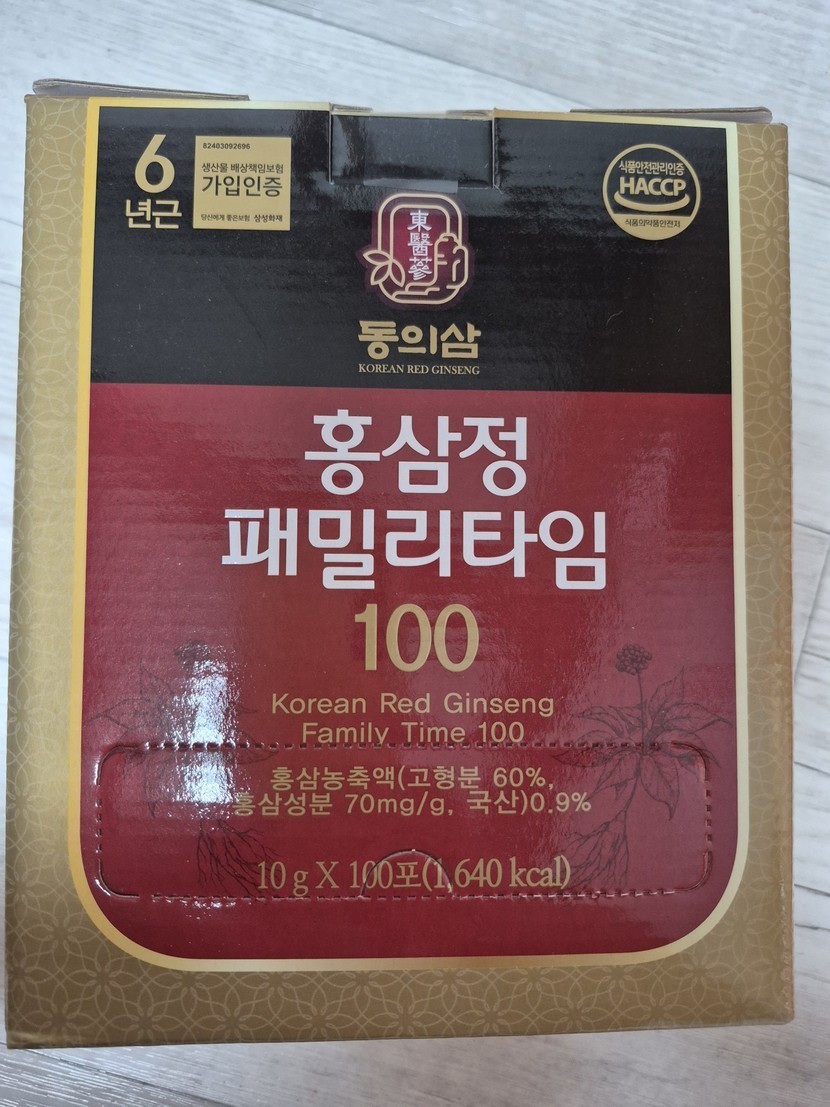 6
년근
82403092696
생산물 배상책임보험
가입인증
당신에게 좋은보험 삼성화재
식품안전관리인증
HACCP
식품의약품안전처
東醫蔘
동의삼
KOREAN RED GINSENG
홍삼정
패밀리타임
100
Korean Red Ginseng
Family Time 100
홍삼농축액(고형분 60%,
홍삼성분 70mg/g, 국산)0.9%
10 g X 100포(1,640 kcal)